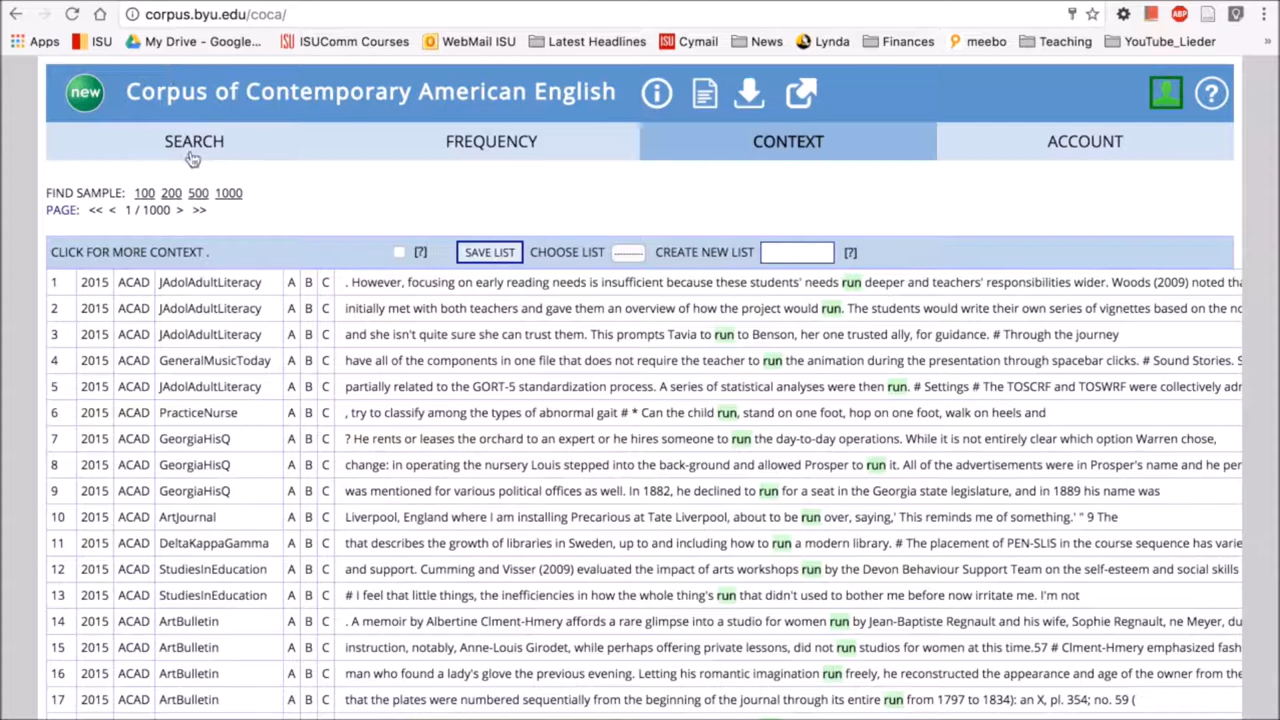 corpus.byu.edu/coca/
ABP
Apps ISU My Drive - Google... ISU ISUComm Courses WebMail ISU Latest Headlines ISU Cymail News Lynda Finances meebo Teaching YouTube_Lieder »
new Corpus of Contemporary American English i ?
SEARCH FREQUENCY CONTEXT ACCOUNT
FIND SAMPLE: 100 200 500 1000
PAGE: << < 1 / 1000 > >>
CLICK FOR MORE CONTEXT . [?] SAVE LIST CHOOSE LIST ---------- CREATE NEW LIST [?]
1 2015 ACAD JAdolAdultLiteracy A B C . However, focusing on early reading needs is insufficient because these students' needs run deeper and teachers' responsibilities wider. Woods (2009) noted tha
2 2015 ACAD JAdolAdultLiteracy A B C initially met with both teachers and gave them an overview of how the project would run. The students would write their own series of vignettes based on the no
3 2015 ACAD JAdolAdultLiteracy A B C and she isn't quite sure she can trust them. This prompts Tavia to run to Benson, her one trusted ally, for guidance. # Through the journey
4 2015 ACAD GeneralMusicToday A B C have all of the components in one file that does not require the teacher to run the animation during the presentation through spacebar clicks. # Sound Stories. S
5 2015 ACAD JAdolAdultLiteracy A B C partially related to the GORT-5 standardization process. A series of statistical analyses were then run. # Settings # The TOSCRF and TOSWRF were collectively adr
6 2015 ACAD PracticeNurse A B C , try to classify among the types of abnormal gait # * Can the child run, stand on one foot, hop on one foot, walk on heels and
7 2015 ACAD GeorgiaHisQ A B C ? He rents or leases the orchard to an expert or he hires someone to run the day-to-day operations. While it is not entirely clear which option Warren chose,
8 2015 ACAD GeorgiaHisQ A B C change: in operating the nursery Louis stepped into the back-ground and allowed Prosper to run it. All of the advertisements were in Prosper's name and he per
9 2015 ACAD GeorgiaHisQ A B C was mentioned for various political offices as well. In 1882, he declined to run for a seat in the Georgia state legislature, and in 1889 his name was
10 2015 ACAD ArtJournal A B C Liverpool, England where I am installing Precarious at Tate Liverpool, about to be run over, saying,' This reminds me of something.' " 9 The
11 2015 ACAD DeltaKappaGamma A B C that describes the growth of libraries in Sweden, up to and including how to run a modern library. # The placement of PEN-SLIS in the course sequence has varie
12 2015 ACAD StudiesInEducation A B C and support. Cumming and Visser (2009) evaluated the impact of arts workshops run by the Devon Behaviour Support Team on the self-esteem and social skills
13 2015 ACAD StudiesInEducation A B C # I feel that little things, the inefficiencies in how the whole thing's run that didn't used to bother me before now irritate me. I'm not
14 2015 ACAD ArtBulletin A B C . A memoir by Albertine Clment-Hmery affords a rare glimpse into a studio for women run by Jean-Baptiste Regnault and his wife, Sophie Regnault, ne Meyer, du
15 2015 ACAD ArtBulletin A B C instruction, notably, Anne-Louis Girodet, while perhaps offering private lessons, did not run studios for women at this time.57 # Clment-Hmery emphasized fash
16 2015 ACAD ArtBulletin A B C man who found a lady's glove the previous evening. Letting his romantic imagination run freely, he reconstructed the appearance and age of the owner from the
17 2015 ACAD ArtBulletin A B C that the plates were numbered sequentially from the beginning of the journal through its entire run from 1797 to 1834): an X, pl. 354; no. 59 (